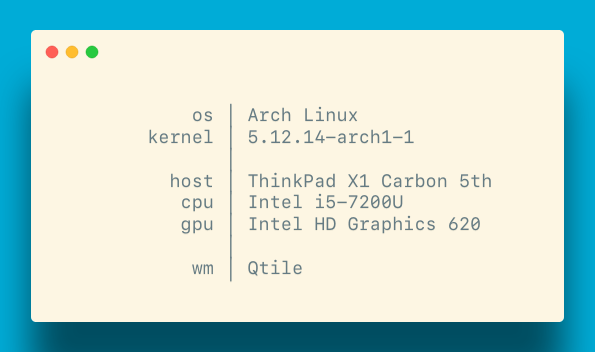 os | Arch Linux
kernel | 5.12.14-arch1-1
host | ThinkPad X1 Carbon 5th
cpu | Intel i5-7200U
gpu | Intel HD Graphics 620
wm | Qtile